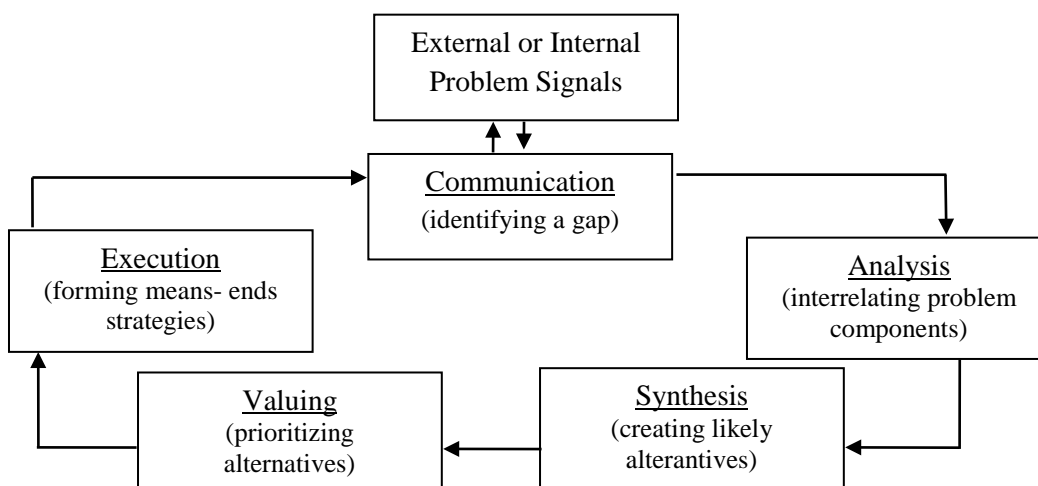 External or Internal
Problem Signals
Communication
(identifying a gap)
Analysis
(interrelating problem
components)
Synthesis
(creating likely
alterantives)
Valuing
(prioritizing
alternatives)
Execution
(forming means- ends
strategies)